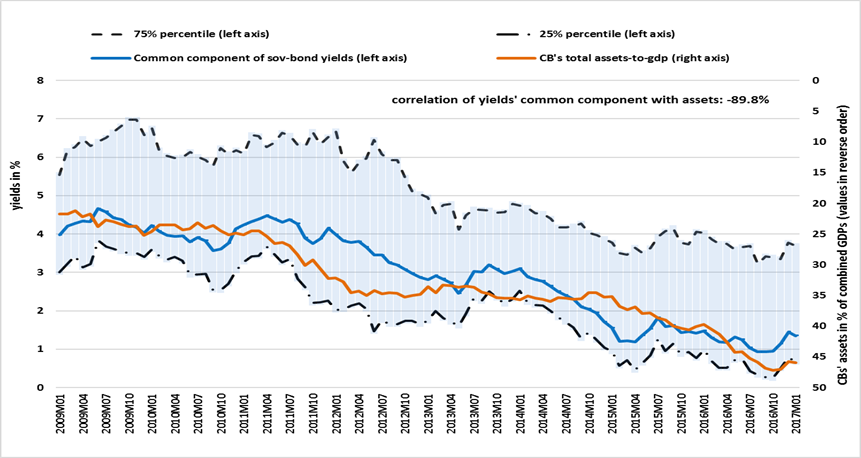 75% percentile (left axis)
25% percentile (left axis)
Common component of sov-bond yields (left axis)
CB's total assets-to-gdp (right axis)
correlation of yields' common component with assets: -89.8%
yields in %
8
7
6
5
4
3
2
1
0
0
5
10
15
20
25
30
35
40
45
50
CBs' assets in % of combined GDPs (values in reverse order)
2009M01
2009M04
2009M07
2009M10
2010M01
2010M04
2010M07
2010M10
2011M01
2011M04
2011M07
2011M10
2012M01
2012M04
2012M07
2012M10
2013M01
2013M04
2013M07
2013M10
2014M01
2014M04
2014M07
2014M10
2015M01
2015M04
2015M07
2015M10
2016M01
2016M04
2016M07
2016M10
2017M01